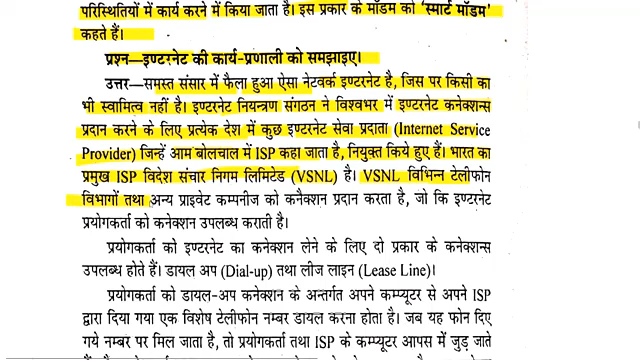 परिस्थितियों में कार्य करने में किया जाता है। इस प्रकार के मॉडम को 'स्मार्ट मॉडम'
कहते हैं।
प्रश्न—इण्टरनेट की कार्य-प्रणाली को समझाइए।
उत्तर—समस्त संसार में फैला हुआ ऐसा नेटवर्क इण्टरनेट है, जिस पर किसी का
भी स्वामित्व नहीं है। इण्टरनेट नियन्त्रण संगठन ने विश्वभर में इण्टरनेट कनेक्शन्स
प्रदान करने के लिए प्रत्येक देश में कुछ इण्टरनेट सेवा प्रदाता (Internet Service
Provider) जिन्हें आम बोलचाल में ISP कहा जाता है, नियुक्त किये हुए हैं। भारत का
प्रमुख ISP विदेश संचार निगम लिमिटेड (VSNL) है। VSNL विभिन्न टेलीफोन
विभागों तथा अन्य प्राइवेट कम्पनीज को कनैक्शन प्रदान करता है, जो कि इण्टरनेट
प्रयोगकर्ता को कनेक्शन उपलब्ध कराती है।
प्रयोगकर्ता को इण्टरनेट का कनेक्शन लेने के लिए दो प्रकार के कनेक्शन्स
उपलब्ध होते हैं। डायल अप (Dial-up) तथा लीज लाइन (Lease Line)।
प्रयोगकर्ता को डायल-अप कनेक्शन के अन्तर्गत अपने कम्प्यूटर से अपने ISP
द्वारा दिया गया एक विशेष टेलीफोन नम्बर डायल करना होता है। जब यह फोन दिए
गये नम्बर पर मिल जाता है, तो प्रयोगकर्ता तथा ISP के कम्प्यूटर आपस में जुड़ जाते